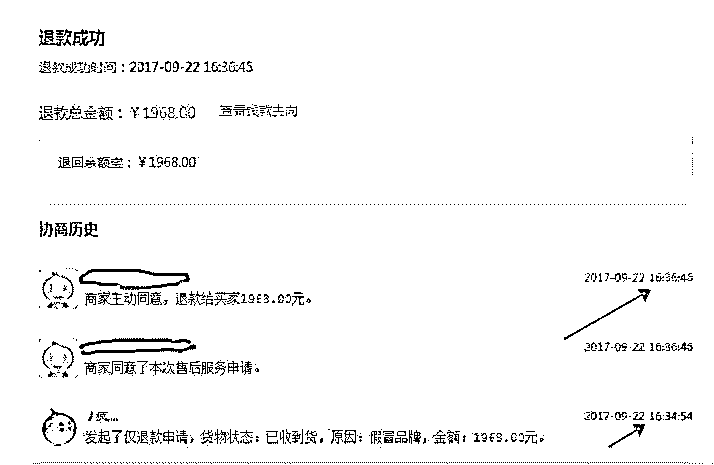 退款成功
退款成功时间：2017-09-22 16:36:45
退款总金额：￥1968.00 查看钱款去向
退回余额宝：￥1968.00
协商历史
2017-09-22 16:36:45
商家主动同意，退款给买家1968.00元。
2017-09-22 16:36:45
商家同意了本次售后服务申请。
2017-09-22 16:34:54
发起了仅退款申请，货物状态：已收到货，原因：假冒品牌，金额：1968.00元。